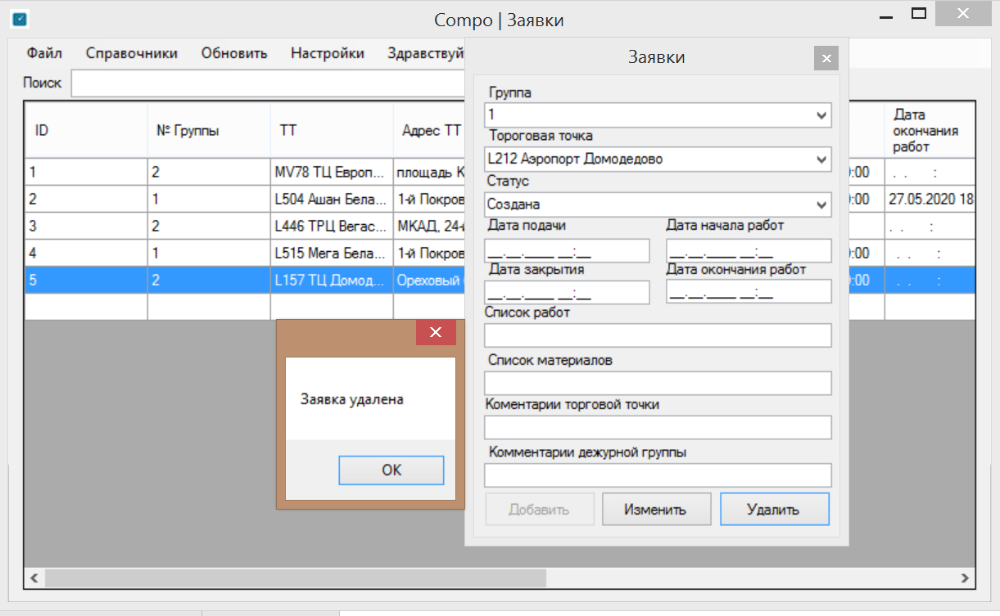 Compo | Заявки
Файл Справочники Обновить Настройки Здравствуй
Поиск
ID № Группы ТТ Адрес ТТ Дата окончания работ
1 2 MV78 ТЦ Европ... площадь К :00 . . :
2 1 L504 Ашан Бела... 1-й Покров 0:00 27.05.2020 18
3 2 L446 ТРЦ Вегас... МКАД, 24-й . . :
4 1 L515 Мега Бела... 1-й Покров 0:00 . . :
5 2 L157 ТЦ Домод... Ореховый 0:00 . . :
Заявки
Группа
1
Тороговая точка
L212 Аэропорт Домодедово
Статус
Создана
Дата подачи Дата начала работ
__.__.____ __:__ __.__.____ __:__
Дата закрытия Дата окончания работ
__.__.____ __:__ __.__.____ __:__
Список работ
Список материалов
Коментарии торговой точки
Комментарии дежурной группы
Добавить Изменить Удалить
Заявка удалена
OK